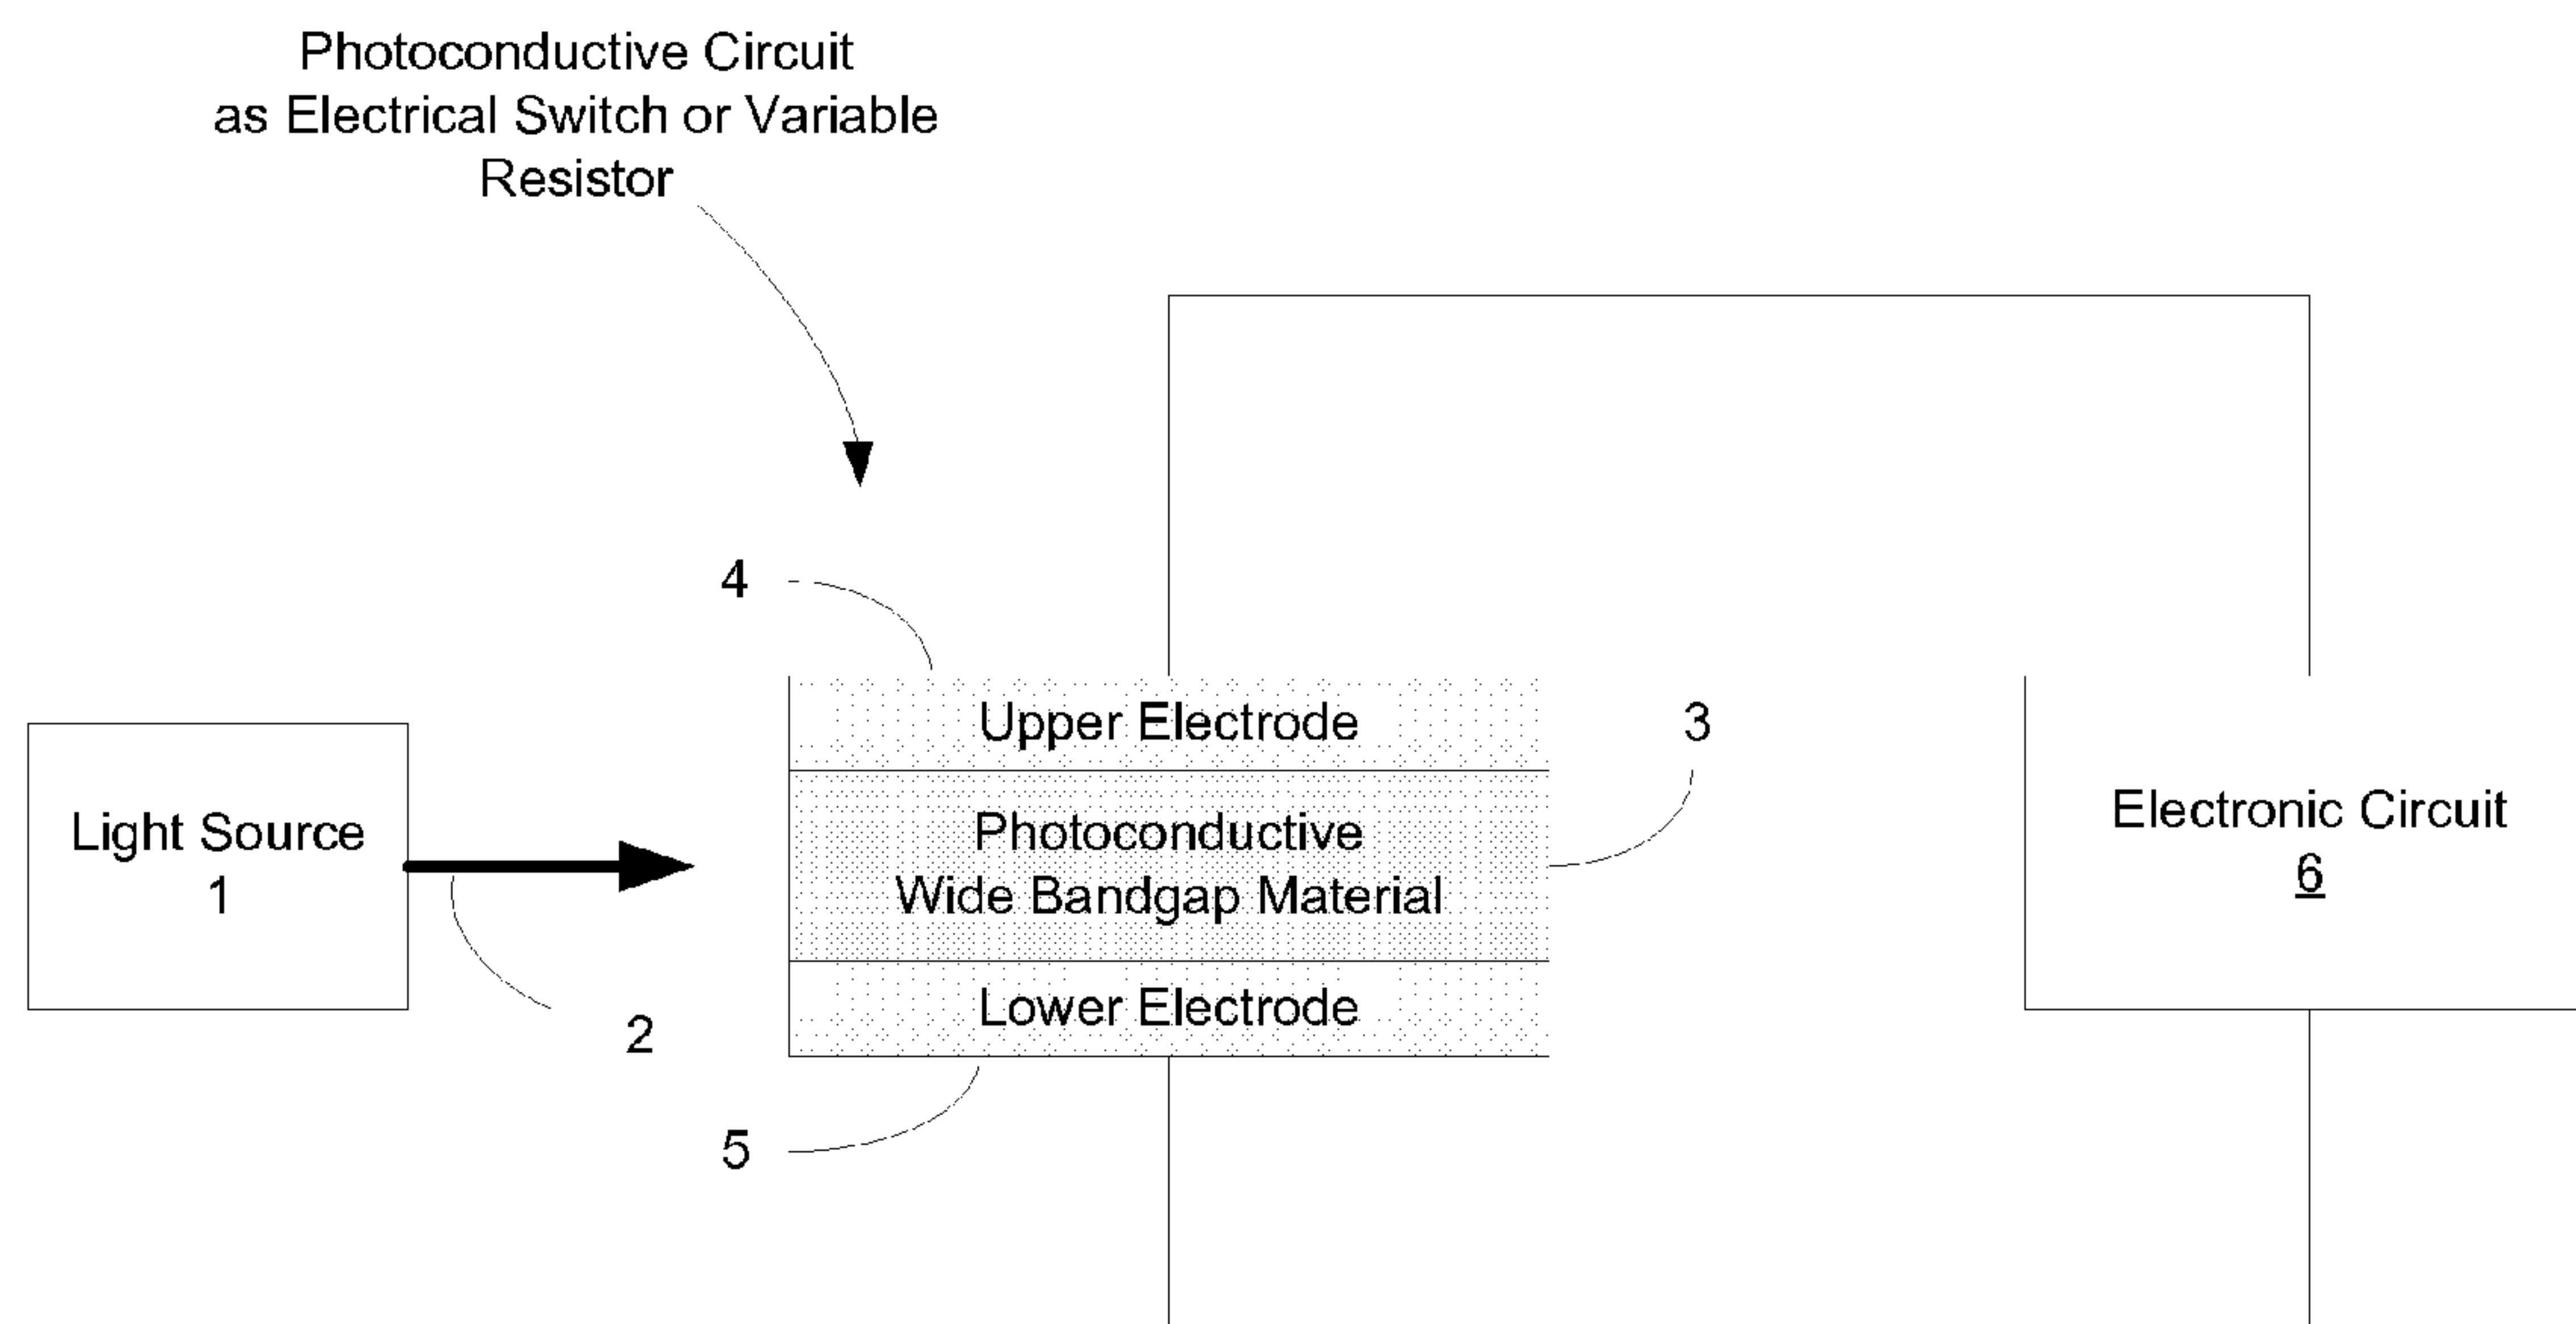 Photoconductive Circuit
as Electrical Switch or Variable
Resistor
4
Upper Electrode
3
Light Source
1
Photoconductive
Wide Bandgap Material
Electronic Circuit
6
Lower Electrode
2
5